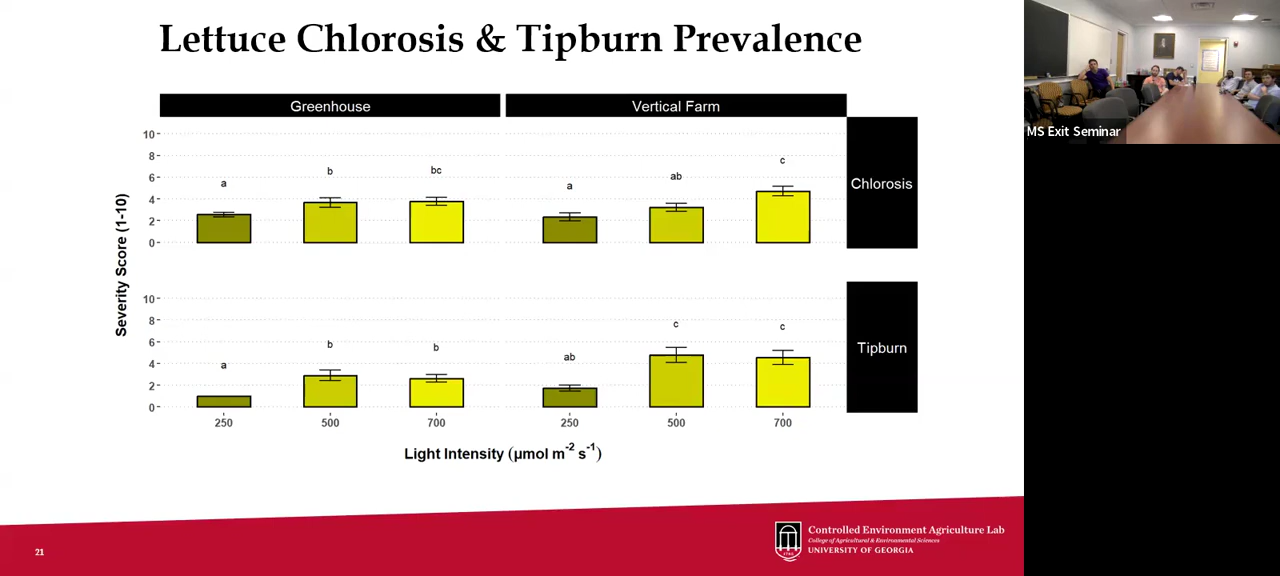 Lettuce Chlorosis & Tipburn Prevalence
Greenhouse
Vertical Farm
Severity Score (1-10)
10
8
6
4
2
0
a
b
bc
a
ab
c
Chlorosis
10
8
6
4
2
0
a
b
b
ab
c
c
Tipburn
250
500
700
250
500
700
Light Intensity (µmol m-2 s-1)
21
1785
Controlled Environment Agriculture Lab
College of Agricultural & Environmental Sciences
UNIVERSITY OF GEORGIA
MS Exit Seminar